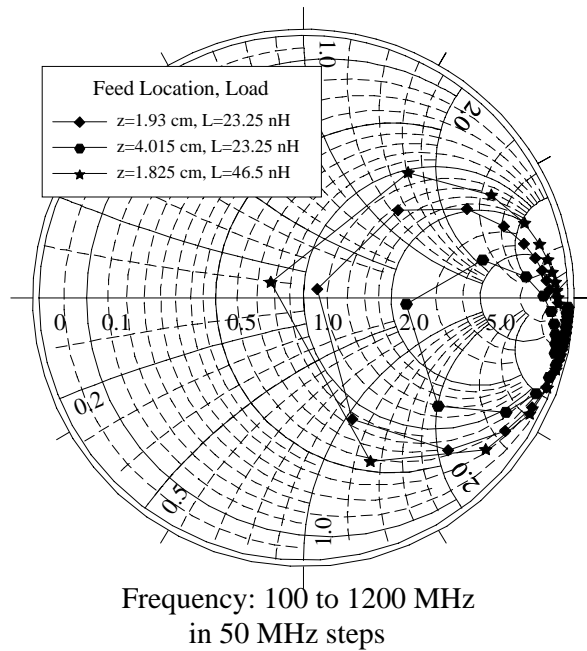 1.0
2.0
Feed Location, Load
z=1.93 cm, L=23.25 nH
z=4.015 cm, L=23.25 nH
z=1.825 cm, L=46.5 nH
0 0.1 0.5 1.0 2.0 5.0
0.2
0.5
1.0
2.0
Frequency: 100 to 1200 MHz
in 50 MHz steps